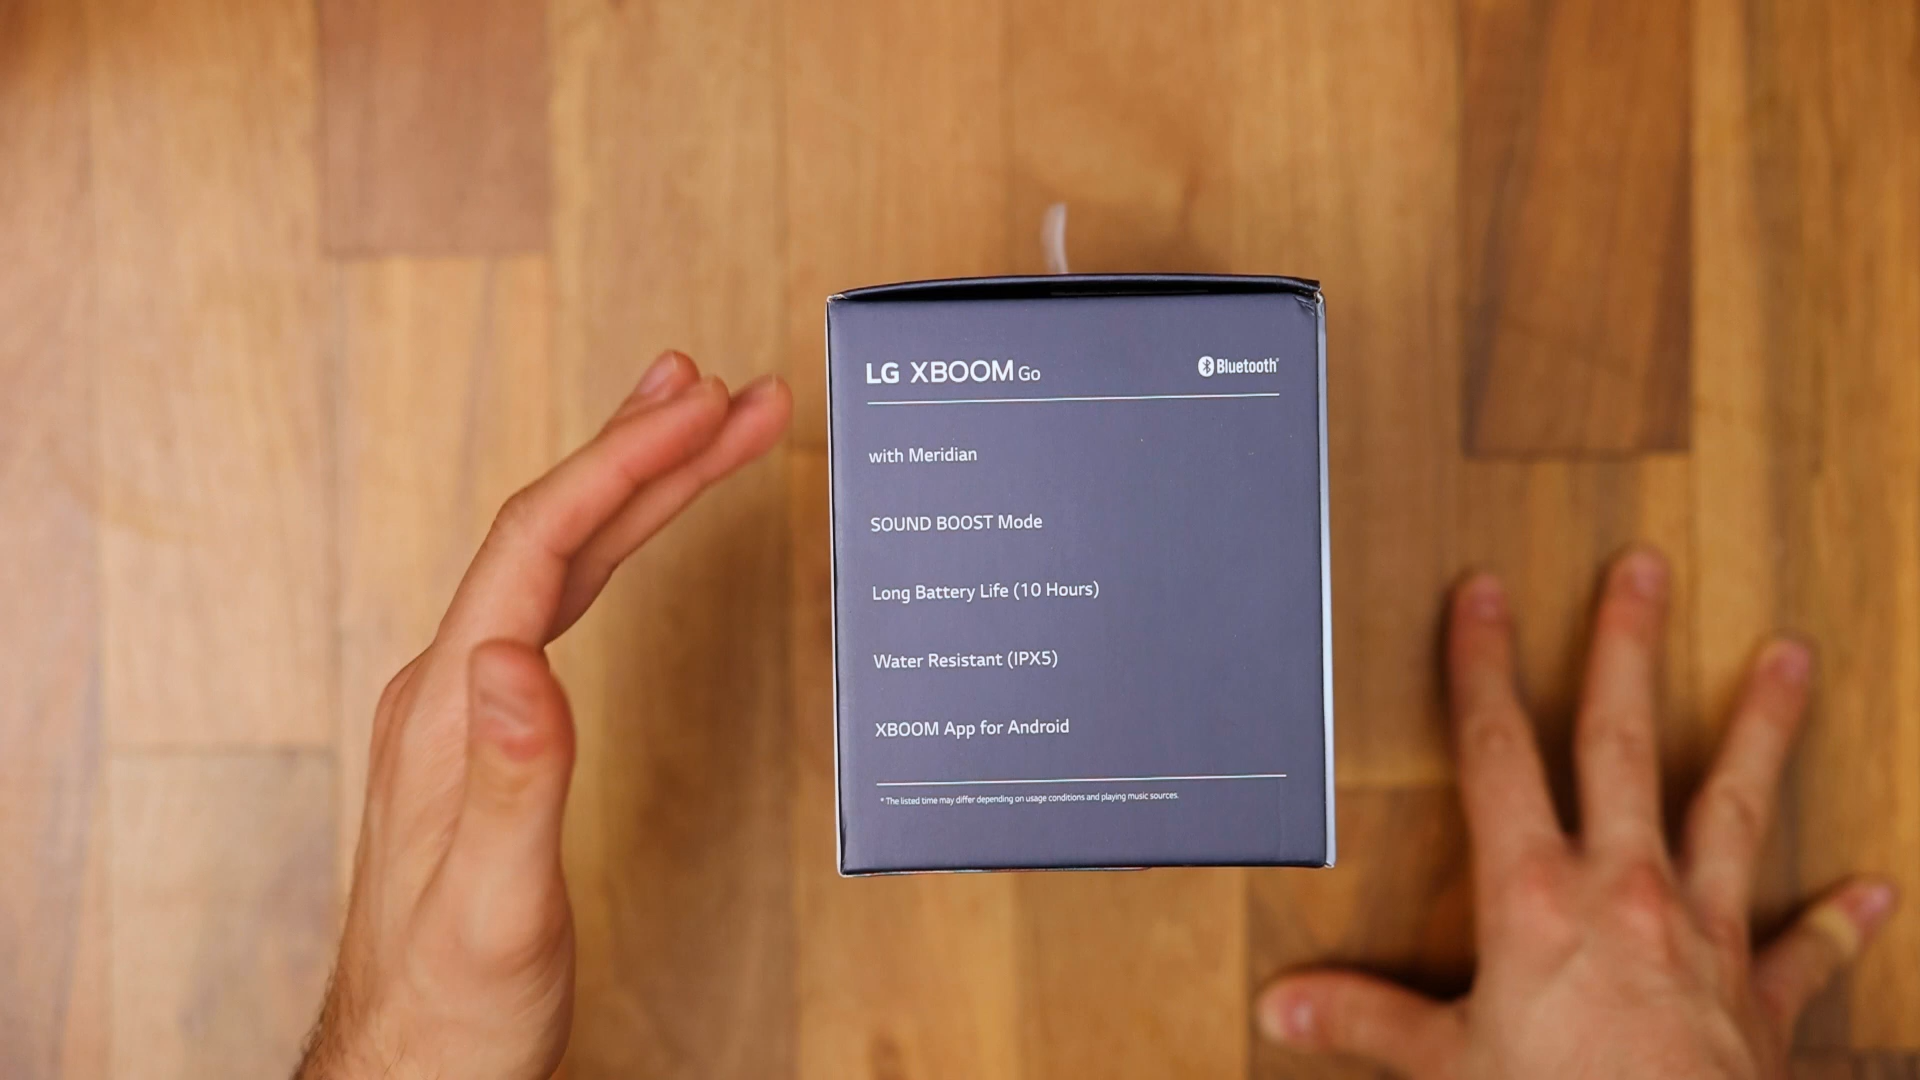 LG XBOOM Go
Bluetooth®
with Meridian
SOUND BOOST Mode
Long Battery Life (10 Hours)
Water Resistant (IPX5)
XBOOM App for Android
* The listed time may differ depending on usage conditions and playing music sources.